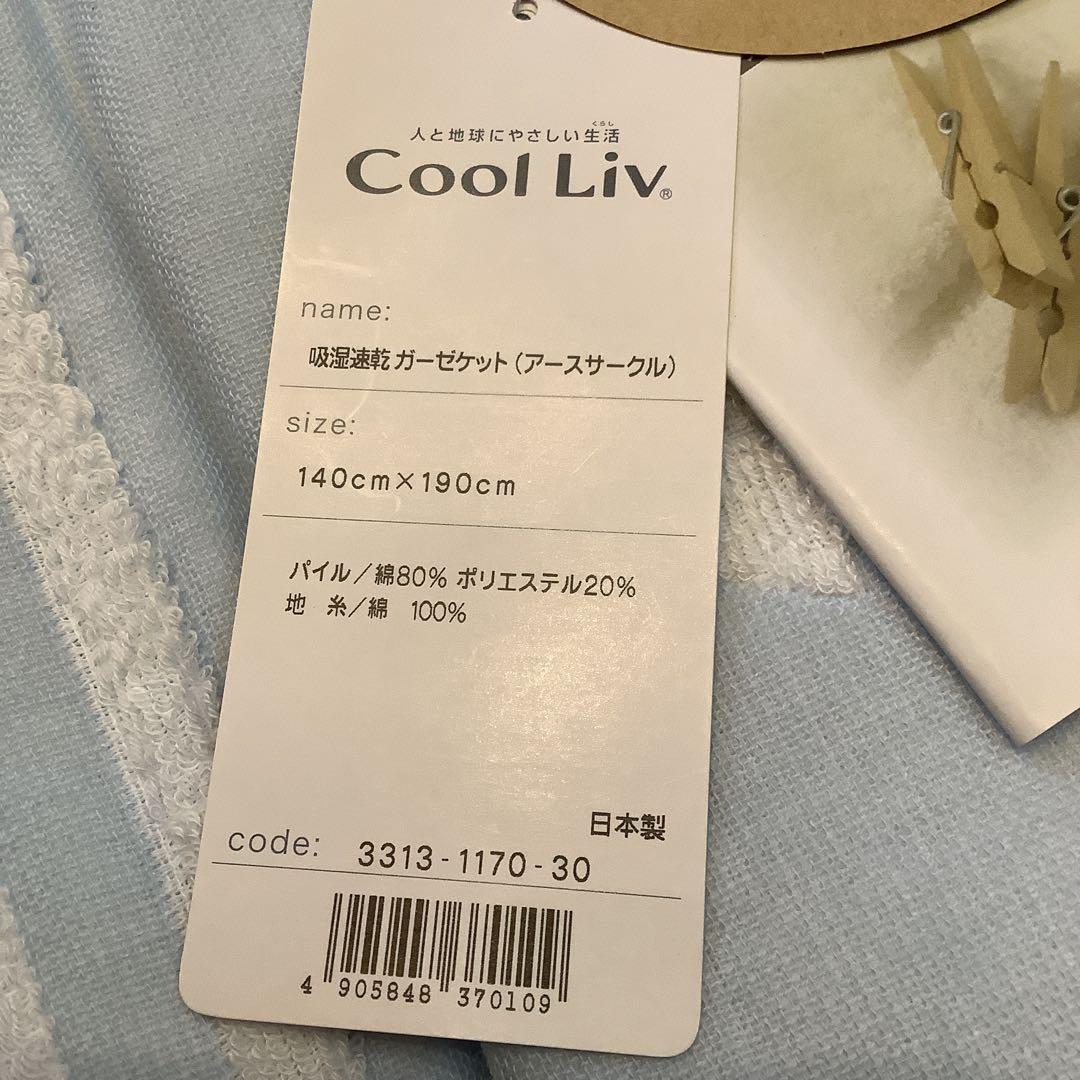 くらし
人と地球にやさしい生活
Cool Liv®
name:
吸湿速乾 ガーゼケット（アースサークル）
size:
140cm×190cm
パイル／綿80% ポリエステル20%
地 糸／綿 100%
日本製
code: 3313-1170-30
4 905848 370109